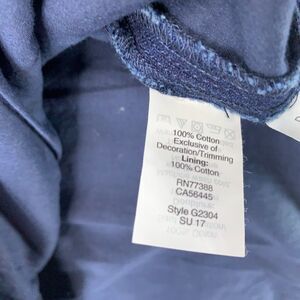 100% Cotton
Exclusive of
Decoration/Trimming
Lining:
100% Cotton
RN77388
CA56445
Style G2304
SU 17